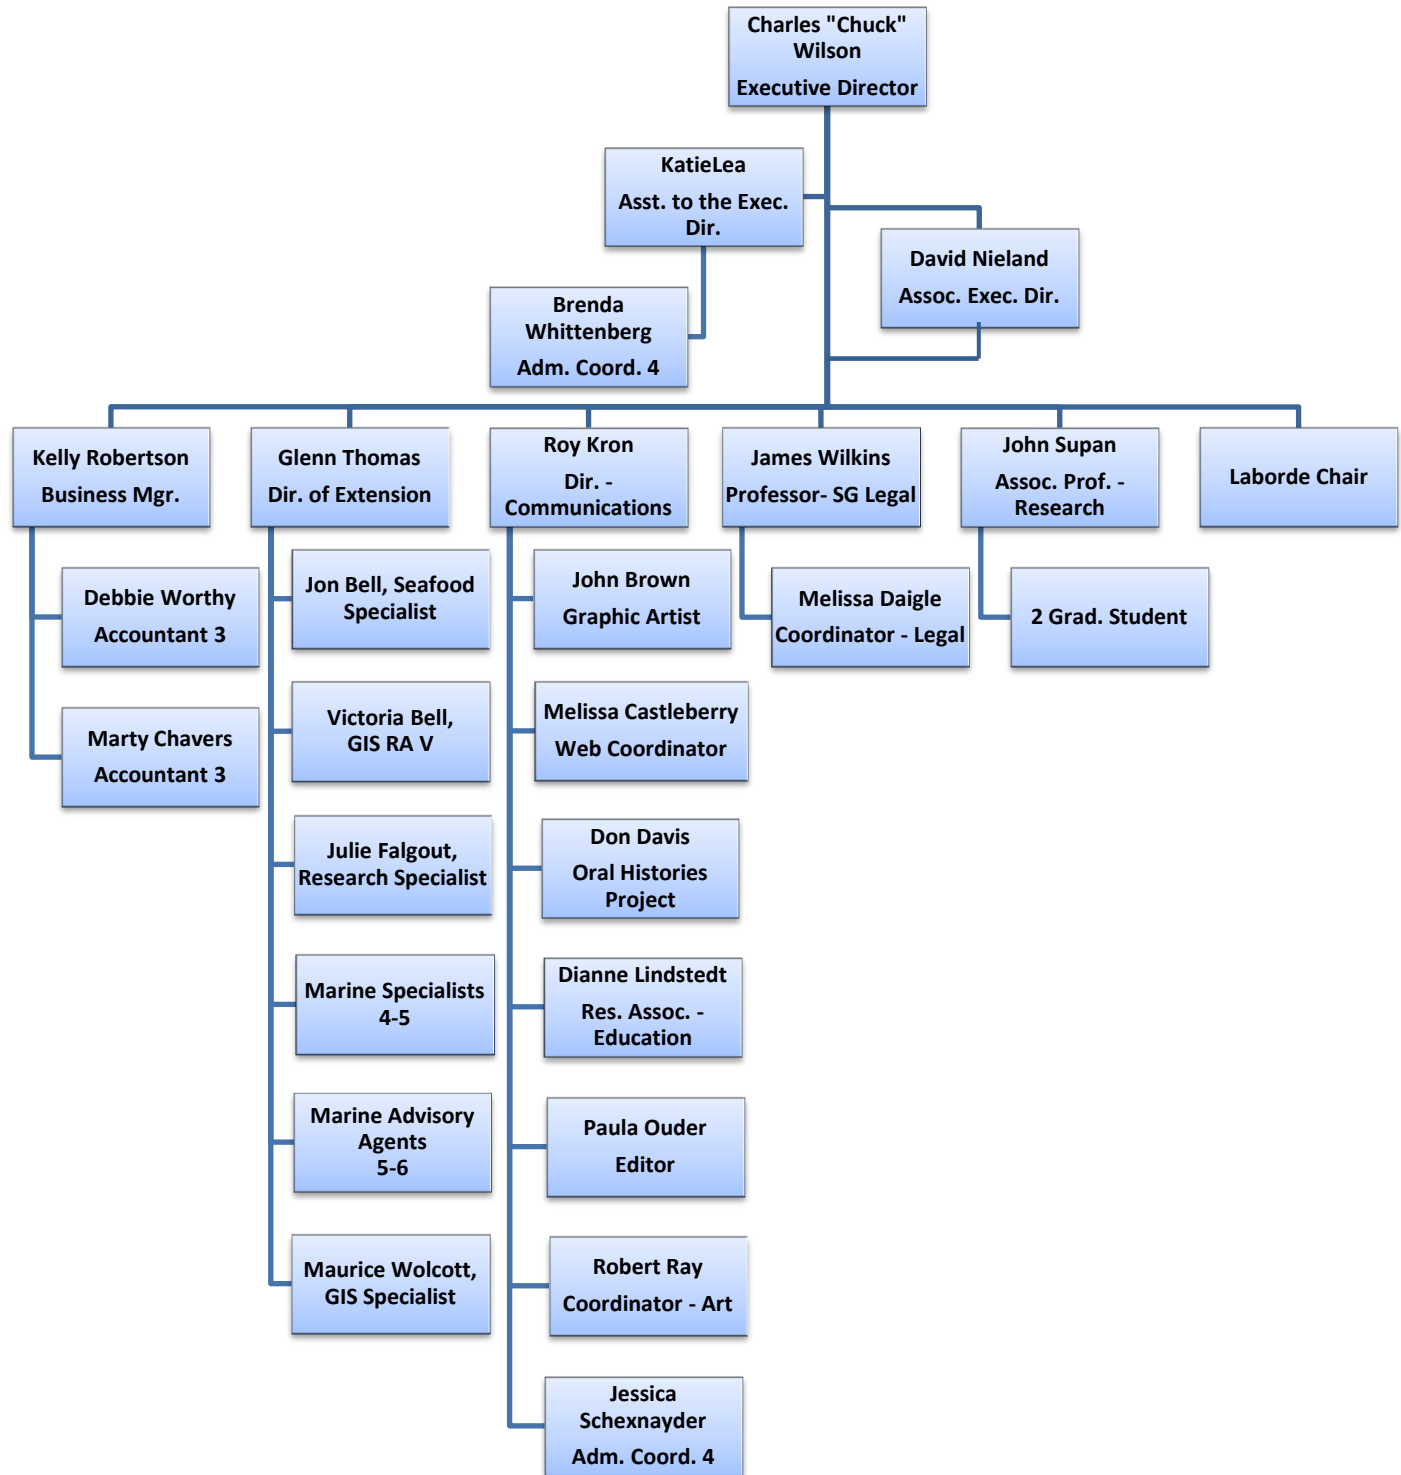 Charles "Chuck"
Wilson
Executive Director
KatieLea
Asst. to the Exec.
Dir.
David Nieland
Assoc. Exec. Dir.
Brenda
Whittenberg
Adm. Coord. 4
Kelly Robertson
Business Mgr.
Glenn Thomas
Dir. of Extension
Roy Kron
Dir. -
Communications
James Wilkins
Professor- SG Legal
John Supan
Assoc. Prof. -
Research
Laborde Chair
Debbie Worthy
Accountant 3
Marty Chavers
Accountant 3
Jon Bell, Seafood
Specialist
Victoria Bell,
GIS RA V
Julie Falgout,
Research Specialist
Marine Specialists
4-5
Marine Advisory
Agents
5-6
Maurice Wolcott,
GIS Specialist
John Brown
Graphic Artist
Melissa Castleberry
Web Coordinator
Don Davis
Oral Histories
Project
Dianne Lindstedt
Res. Assoc. -
Education
Paula Ouder
Editor
Robert Ray
Coordinator - Art
Jessica
Schexnayder
Adm. Coord. 4
Melissa Daigle
Coordinator - Legal
2 Grad. Student